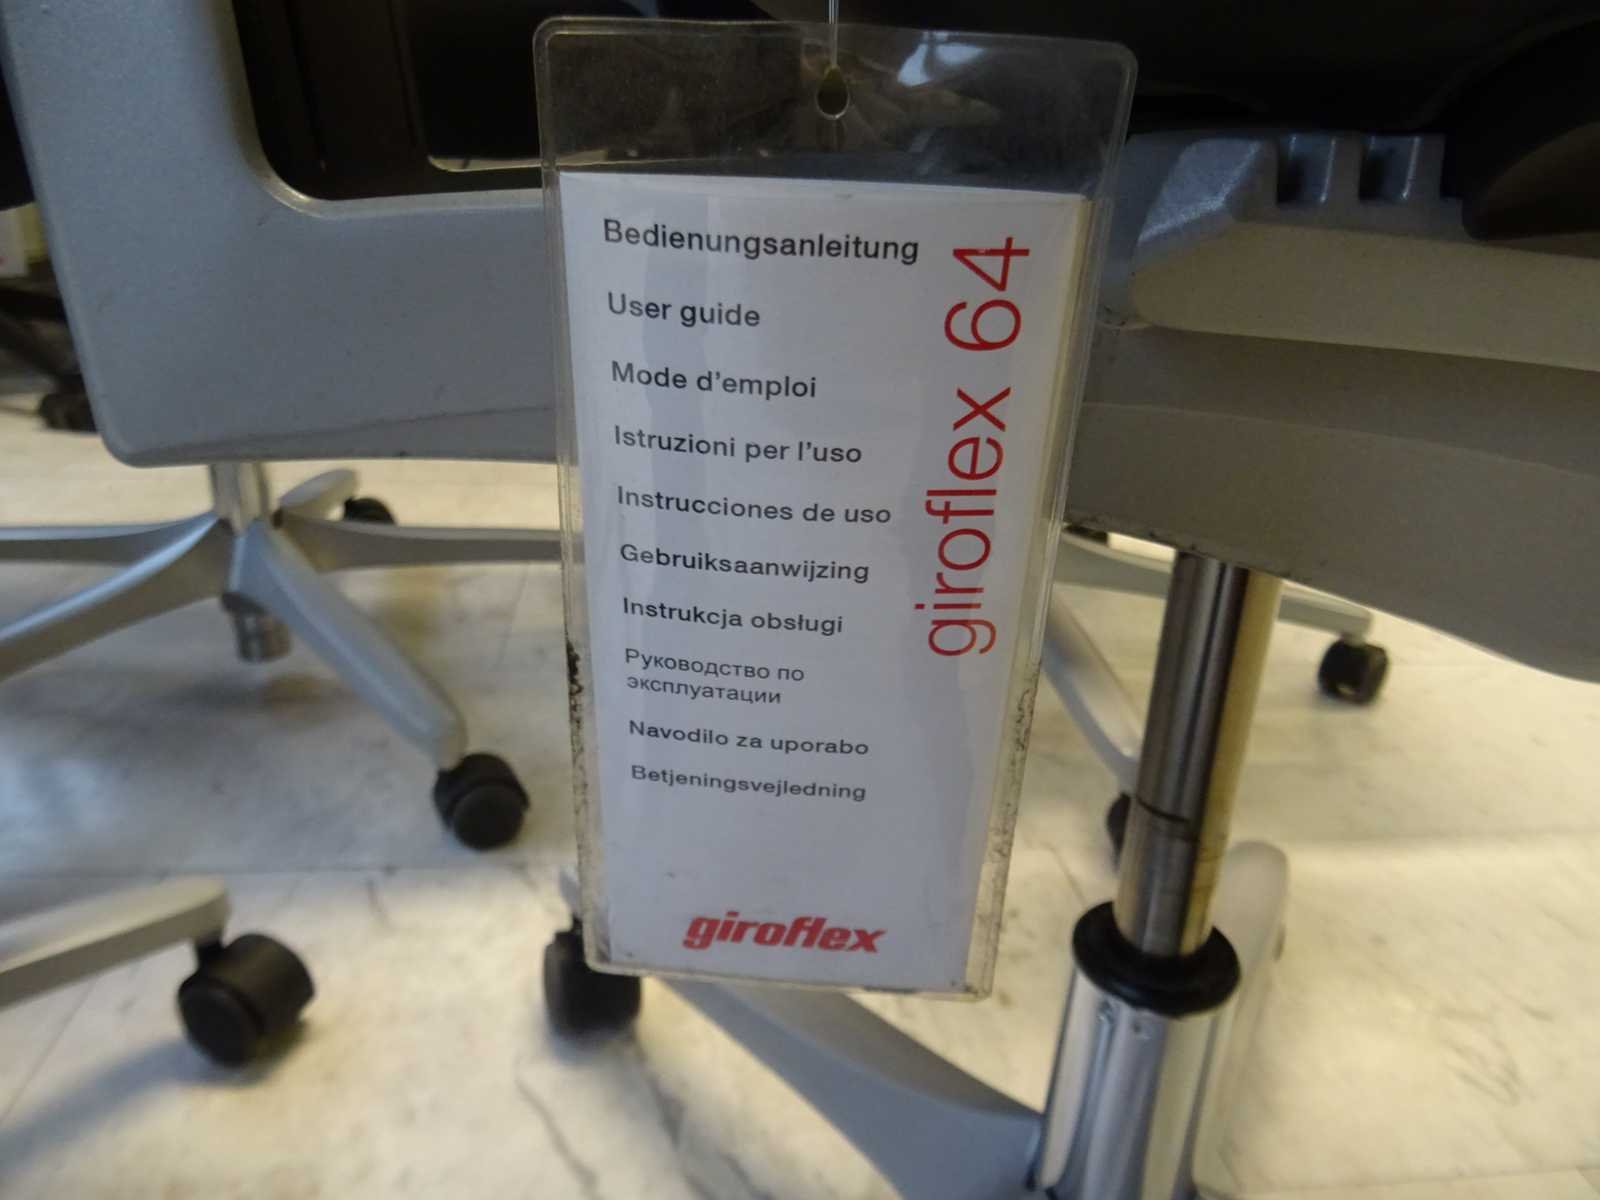 Bedienungsanleitung
User guide
Mode d'emploi
Istruzioni per l'uso
Instrucciones de uso
Gebruiksaanwijzing
Instrukcja obsługi
Руководство по
эксплуатации
Navodilo za uporabo
Betjeningsvejledning
giroflex 64
giroflex